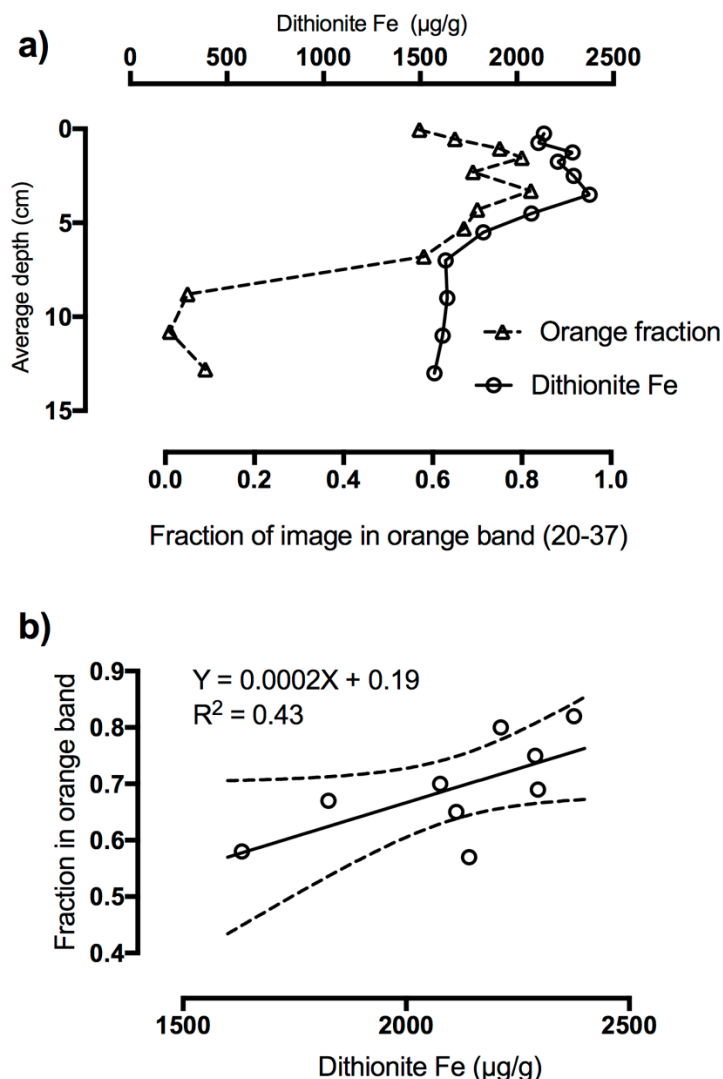 a)
Dithionite Fe (µg/g)
0 500 1000 1500 2000 2500
Average depth (cm)
0
5
10
15
Orange fraction
Dithionite Fe
0.0 0.2 0.4 0.6 0.8 1.0
Fraction of image in orange band (20-37)
b)
Fraction in orange band
0.9
0.8
0.7
0.6
0.5
0.4
Y = 0.0002X + 0.19
R² = 0.43
1500 2000 2500
Dithionite Fe (µg/g)